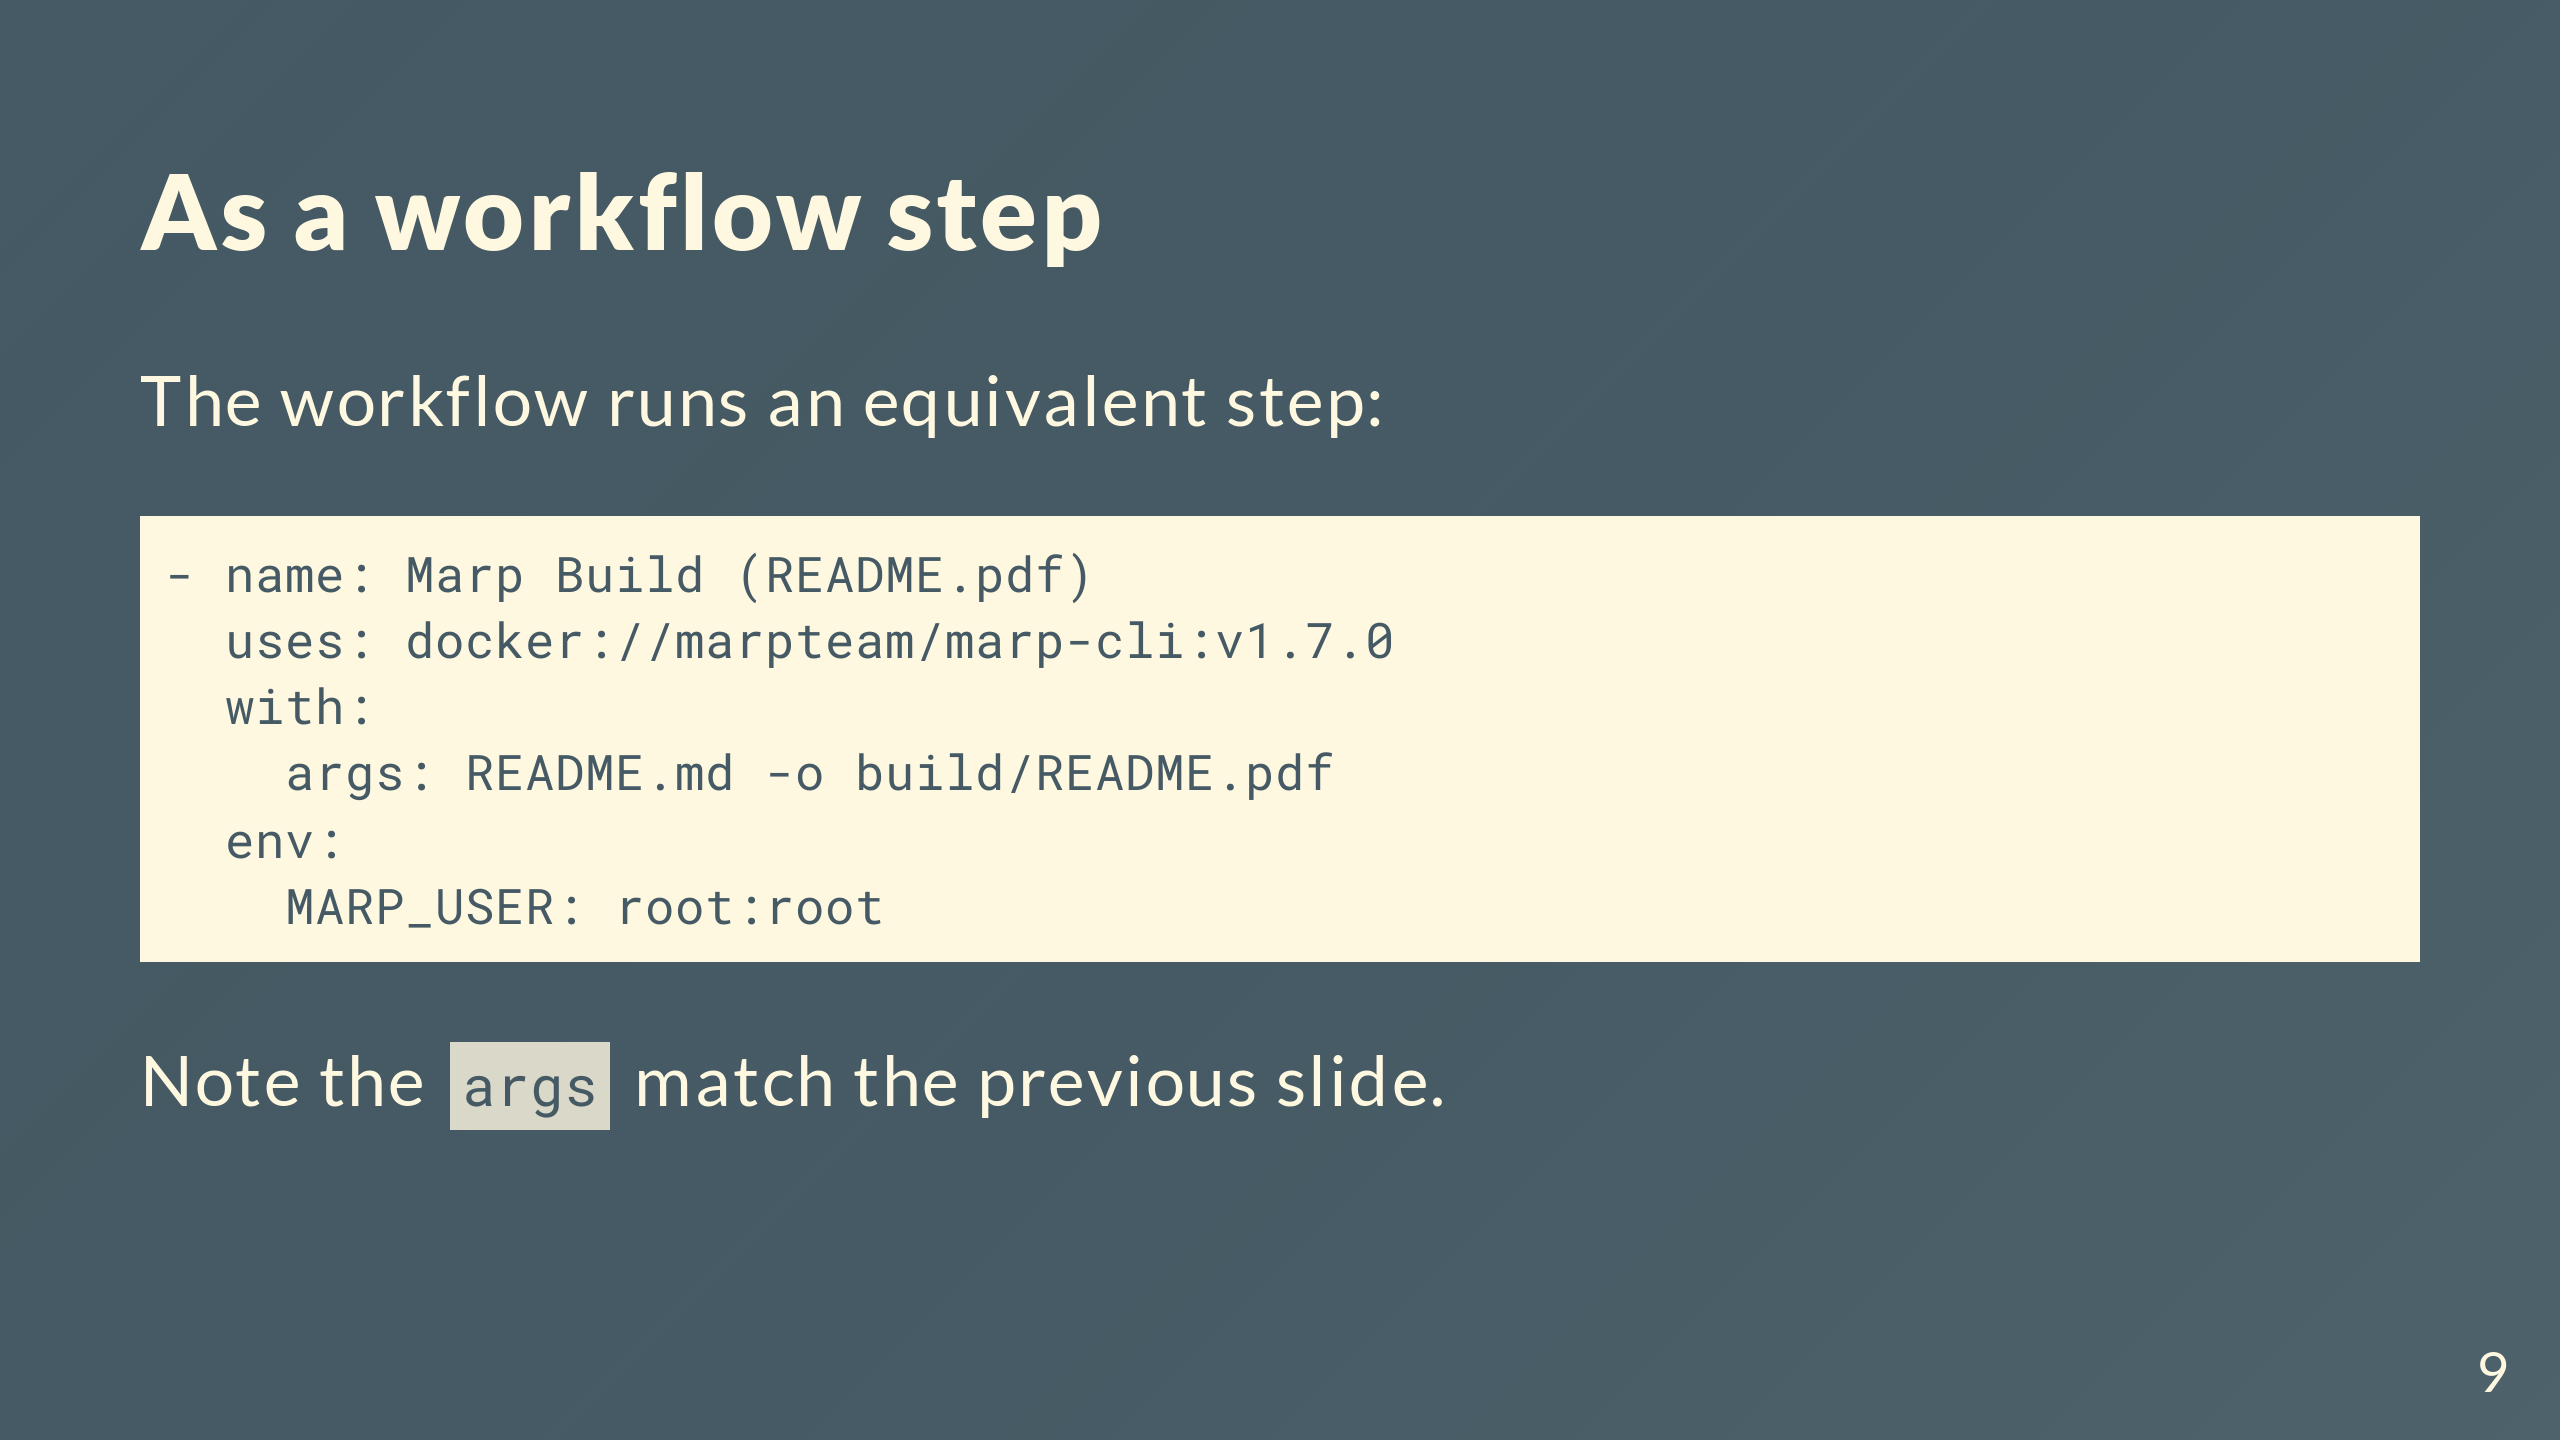 As a workflow step
The workflow runs an equivalent step:
- name: Marp Build (README.pdf)
  uses: docker://marpteam/marp-cli:v1.7.0
  with:
    args: README.md -o build/README.pdf
  env:
    MARP_USER: root:root
Note the args match the previous slide.
9